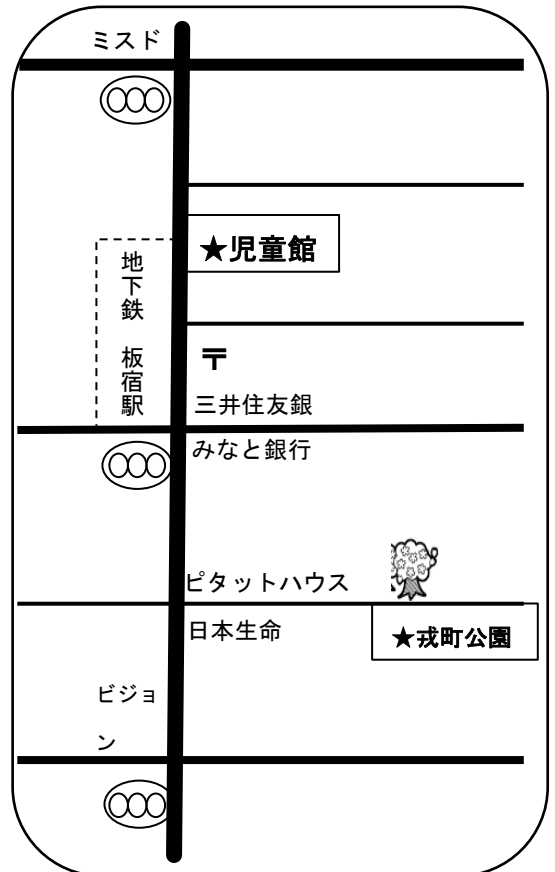 ミスド
★児童館
地下鉄 板宿駅
〒
三井住友銀
みなと銀行
ピタットハウス
日本生命
★戎町公園
ビジョ
ン